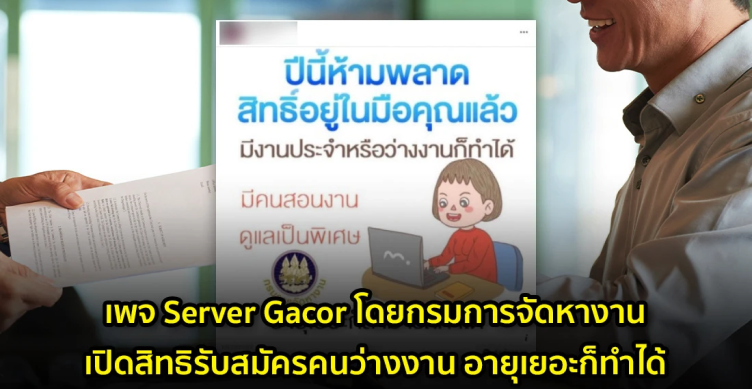 ปีนี้ห้ามพลาด
สิทธิ์อยู่ในมือคุณแล้ว
มีงานประจำหรือว่างงานก็ทำได้
มีคนสอนงาน
ดูแลเป็นพิเศษ
เพจ Server Gacor โดยกรมการจัดหางาน
เปิดสิทธิรับสมัครคนว่างงาน อายุเยอะก็ทำได้